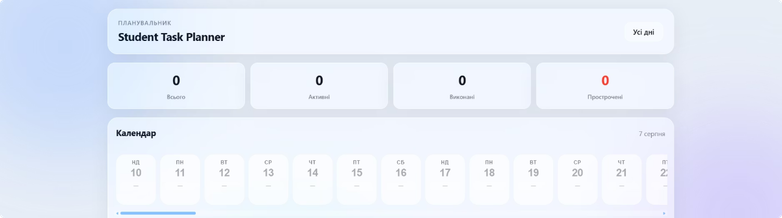 ПЛАНУВАЛЬНИК
Student Task Planner
Усі дні
0 0 0 0
Всього Активні Виконані Прострочені
Календар
7 серпня
НД ПН ВТ СР ЧТ ПТ СБ НД ПН ВТ СР ЧТ
10 11 12 13 14 15 16 17 18 19 20 21
— — — — — — — — — — — —